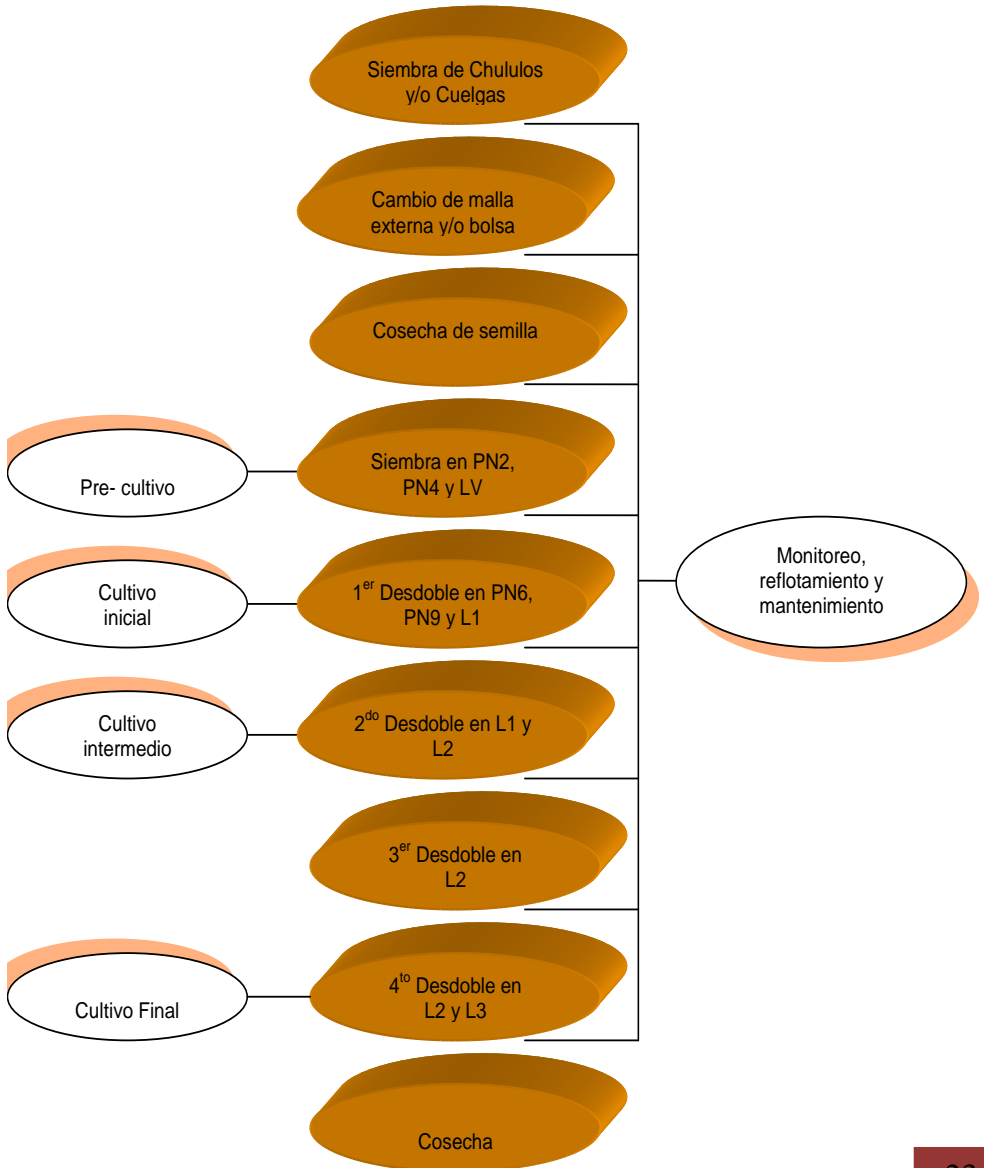 Siembra de Chululos
y/o Cuelgas
Cambio de malla
externa y/o bolsa
Cosecha de semilla
Pre- cultivo
Siembra en PN2,
PN4 y LV
Cultivo
inicial
1er Desdoble en PN6,
PN9 y L1
Monitoreo,
reflotamiento y
mantenimiento
Cultivo
intermedio
2do Desdoble en L1 y
L2
3er Desdoble en
L2
Cultivo Final
4to Desdoble en
L2 y L3
Cosecha